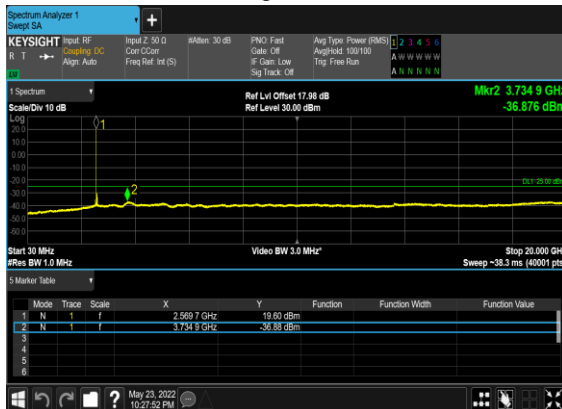 Spectrum Analyzer 1
Swept SA
+
KEYSIGHT Input: RF Input Z: 50 Ω #Atten: 30 dB PNO: Fast Avg Type: Power (RMS) 1 2 3 4 5 6
R T Coupling: DC Corr CCorr Gate: Off Avg|Hold: 100/100 A W W W W W
Align: Auto Freq Ref: Int (S) IF Gain: Low Trig: Free Run
LXI Sig Track: Off A N N N N N
1 Spectrum Ref Lvl Offset 17.98 dB Mkr2 3.734 9 GHz
Scale/Div 10 dB Ref Level 30.00 dBm -36.876 dBm
Log
20.0
10.0
0.00
-10.0
-20.0
-30.0
-40.0
-50.0
-60.0
1
2
DL1 -25.00 dBm
Start 30 MHz Video BW 3.0 MHz* Stop 20.000 GHz
#Res BW 1.0 MHz Sweep ~38.3 ms (40001 pts)
5 Marker Table
Mode Trace Scale X Y Function Function Width Function Value
1 N 1 f 2.569 7 GHz 19.60 dBm
2 N 1 f 3.734 9 GHz -36.88 dBm
3
4
5
6
? May 23, 2022
10:27:52 PM